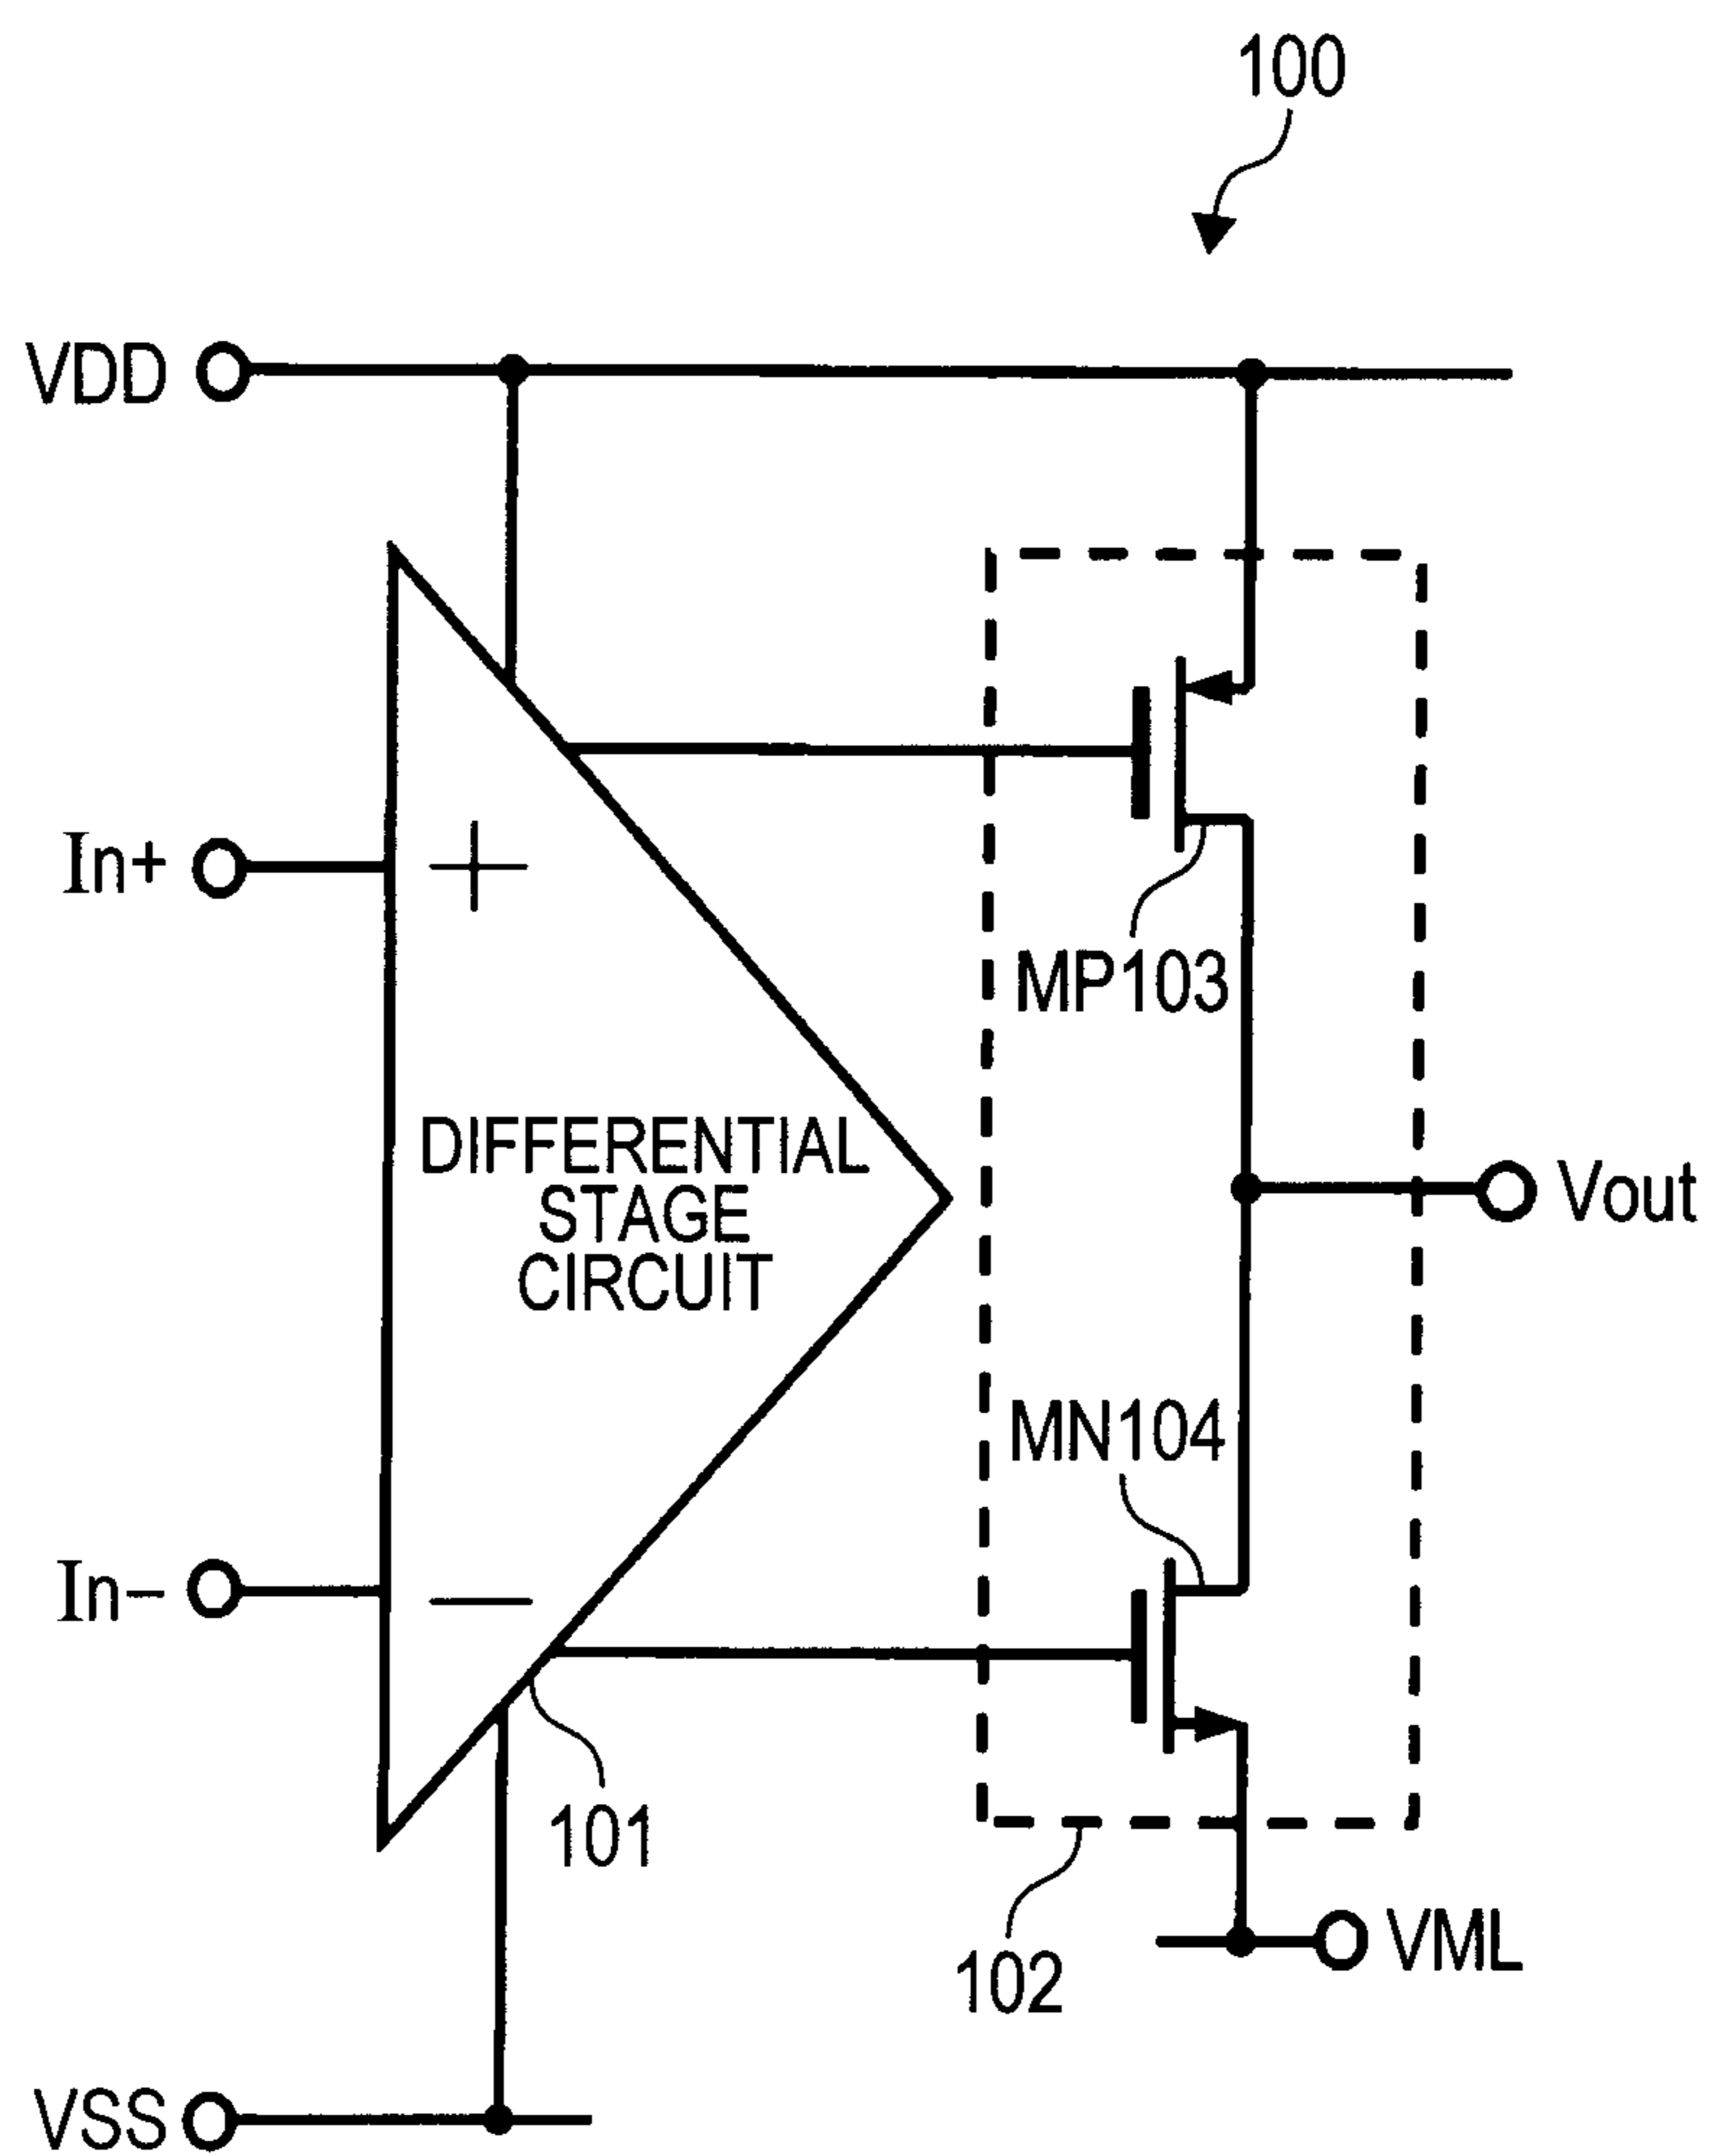 100
VDD
In+
+
MP103
DIFFERENTIAL
STAGE
CIRCUIT
Vout
MN104
In−
−
101
102
VML
VSS